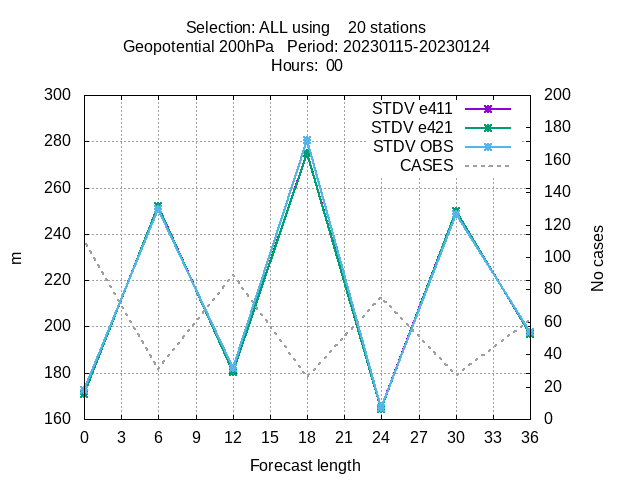 Selection: ALL using    20 stations
Geopotential 200hPa   Period: 20230115-20230124
Hours:  00
300
280
260
240
220
200
180
160
m
200
180
160
140
120
100
80
60
40
20
0
No cases
STDV e411
STDV e421
STDV OBS
CASES
0 3 6 9 12 15 18 21 24 27 30 33 36
Forecast length